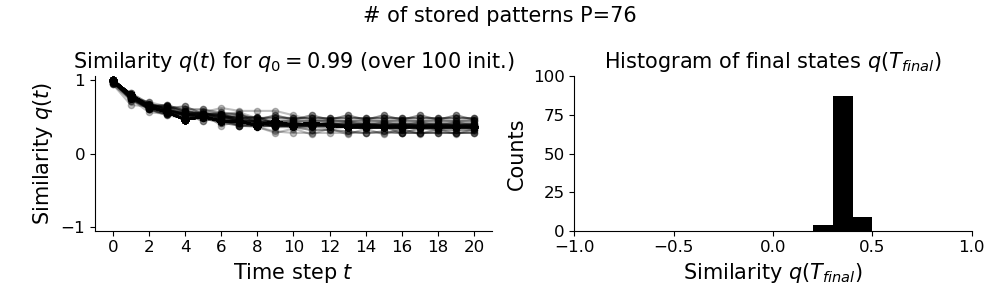 # of stored patterns P=76
Similarity q(t) for q₀ = 0.99 (over 100 init.)
1
0
−1
Similarity q(t)
0 2 4 6 8 10 12 14 16 18 20
Time step t
Histogram of final states q(T_final)
100
75
50
25
0
Counts
−1.0 −0.5 0.0 0.5 1.0
Similarity q(T_final)